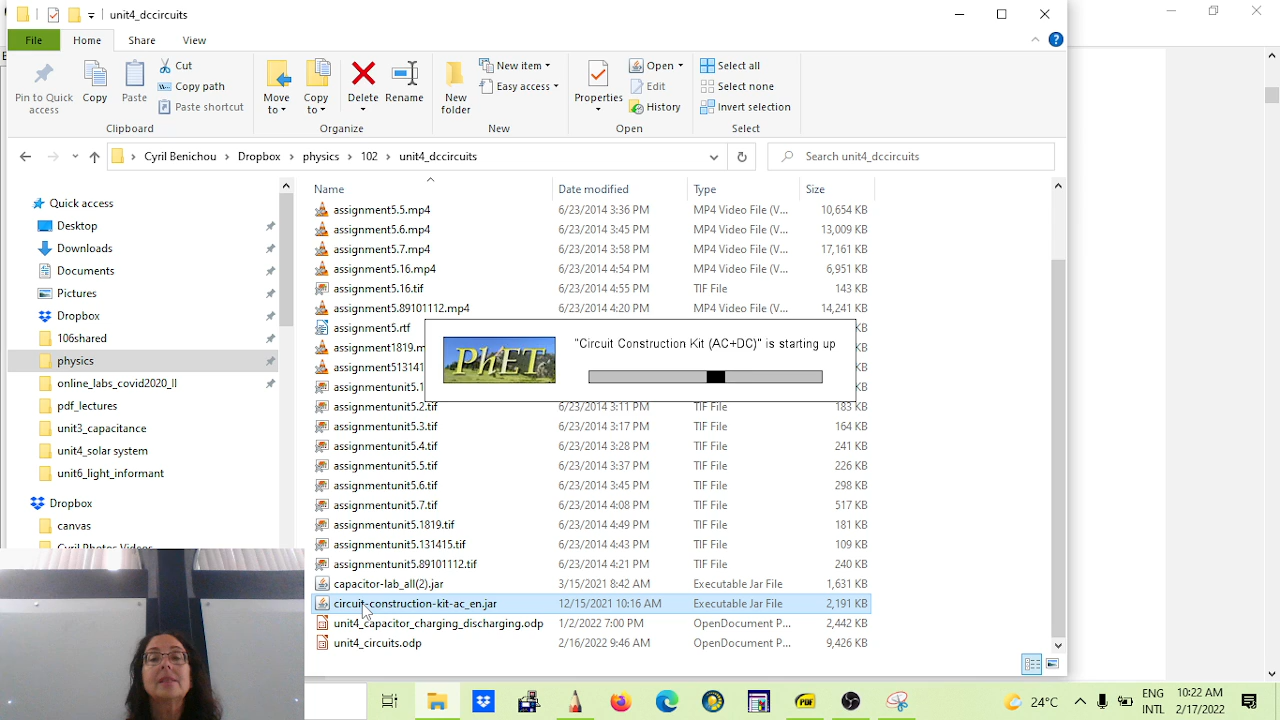 unit4_dccircuits
File Home Share View
Pin to Quick access
Copy
Paste
Cut
Copy path
Paste shortcut
Move to
Copy to
Delete
Rename
New folder
New item
Easy access
Properties
Open
Edit
History
Select all
Select none
Invert selection
Clipboard Organize New Open Select
Cyril Benichou > Dropbox > physics > 102 > unit4_dccircuits
Search unit4_dccircuits
Name Date modified Type Size
Quick access
Desktop
Downloads
Documents
Pictures
Dropbox
106shared
physics
online_labs_covid2020_II
pdf_lectures
unit3_capacitance
unit4_solar system
unit6_light_informant
Dropbox
canvas
assignment5.5.mp4 6/23/2014 3:36 PM MP4 Video File (V... 10,654 KB
assignment5.6.mp4 6/23/2014 3:45 PM MP4 Video File (V... 13,009 KB
assignment5.7.mp4 6/23/2014 3:58 PM MP4 Video File (V... 17,161 KB
assignment5.16.mp4 6/23/2014 4:54 PM MP4 Video File (V... 6,951 KB
assignment5.16.tif 6/23/2014 4:55 PM TIF File 143 KB
assignment5.89101112.mp4 6/23/2014 4:20 PM MP4 Video File (V... 14,241 KB
assignment5.rtf KB
assignment1819.m KB
assignment513141 KB
PhET
"Circuit Construction Kit (AC+DC)" is starting up
assignmentunit5.1 KB
assignmentunit5.2.tif 6/23/2014 3:11 PM TIF File 183 KB
assignmentunit5.3.tif 6/23/2014 3:17 PM TIF File 164 KB
assignmentunit5.4.tif 6/23/2014 3:28 PM TIF File 241 KB
assignmentunit5.5.tif 6/23/2014 3:37 PM TIF File 226 KB
assignmentunit5.6.tif 6/23/2014 3:45 PM TIF File 298 KB
assignmentunit5.7.tif 6/23/2014 4:08 PM TIF File 517 KB
assignmentunit5.1819.tif 6/23/2014 4:49 PM TIF File 181 KB
assignmentunit5.131415.tif 6/23/2014 4:43 PM TIF File 109 KB
assignmentunit5.89101112.tif 6/23/2014 4:21 PM TIF File 240 KB
capacitor-lab_all(2).jar 3/15/2021 8:42 AM Executable Jar File 1,631 KB
circuit-construction-kit-ac_en.jar 12/15/2021 10:16 AM Executable Jar File 2,191 KB
unit4_capacitor_charging_discharging.odp 1/2/2022 7:00 PM OpenDocument P... 2,442 KB
unit4_circuits.odp 2/16/2022 9:46 AM OpenDocument P... 9,426 KB
PDF
24°C
ENG
INTL
10:22 AM
2/17/2022